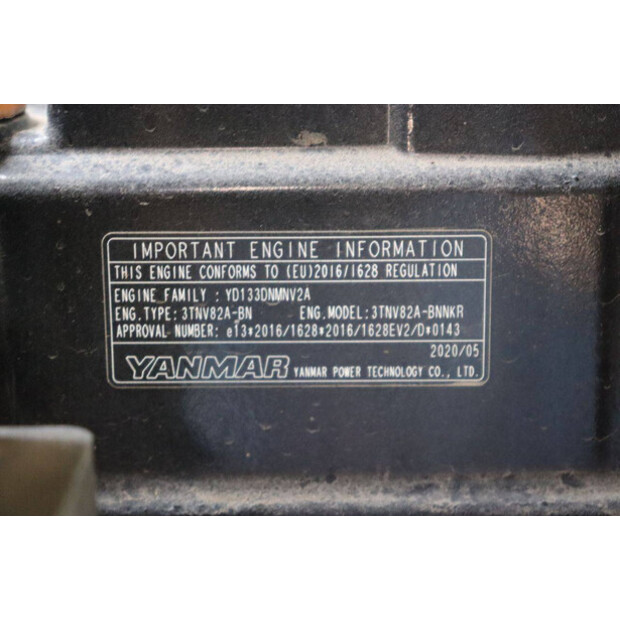 IMPORTANT ENGINE INFORMATION
THIS ENGINE CONFORMS TO (EU)2016/1628 REGULATION
ENGINE FAMILY : YD133DNMNV2A
ENG.TYPE: 3TNV82A-BN ENG.MODEL: 3TNV82A-BNNKR
APPROVAL NUMBER: e13*2016/1628*2016/1628EV2/D*0143
2020/05
YANMAR YANMAR POWER TECHNOLOGY CO., LTD.